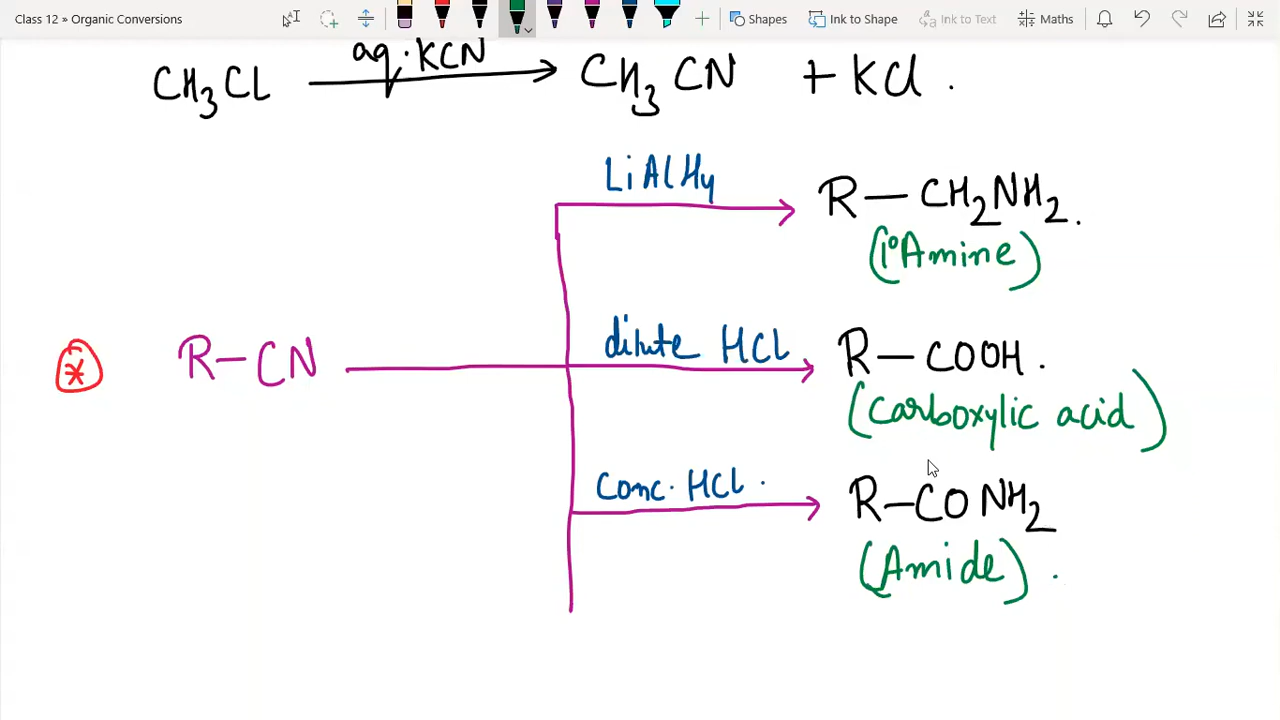 Class 12 » Organic Conversions
Shapes
Ink to Shape
Ink to Text
Maths
aq·KCN
CH₃Cl ⟶ CH₃CN + KCl .
LiAlH₄
R — CH₂NH₂.
(1° Amine)
dilute HCl
* R–CN
R — COOH .
(Carboxylic acid)
Conc· HCl ·
R–CONH₂
(Amide) .